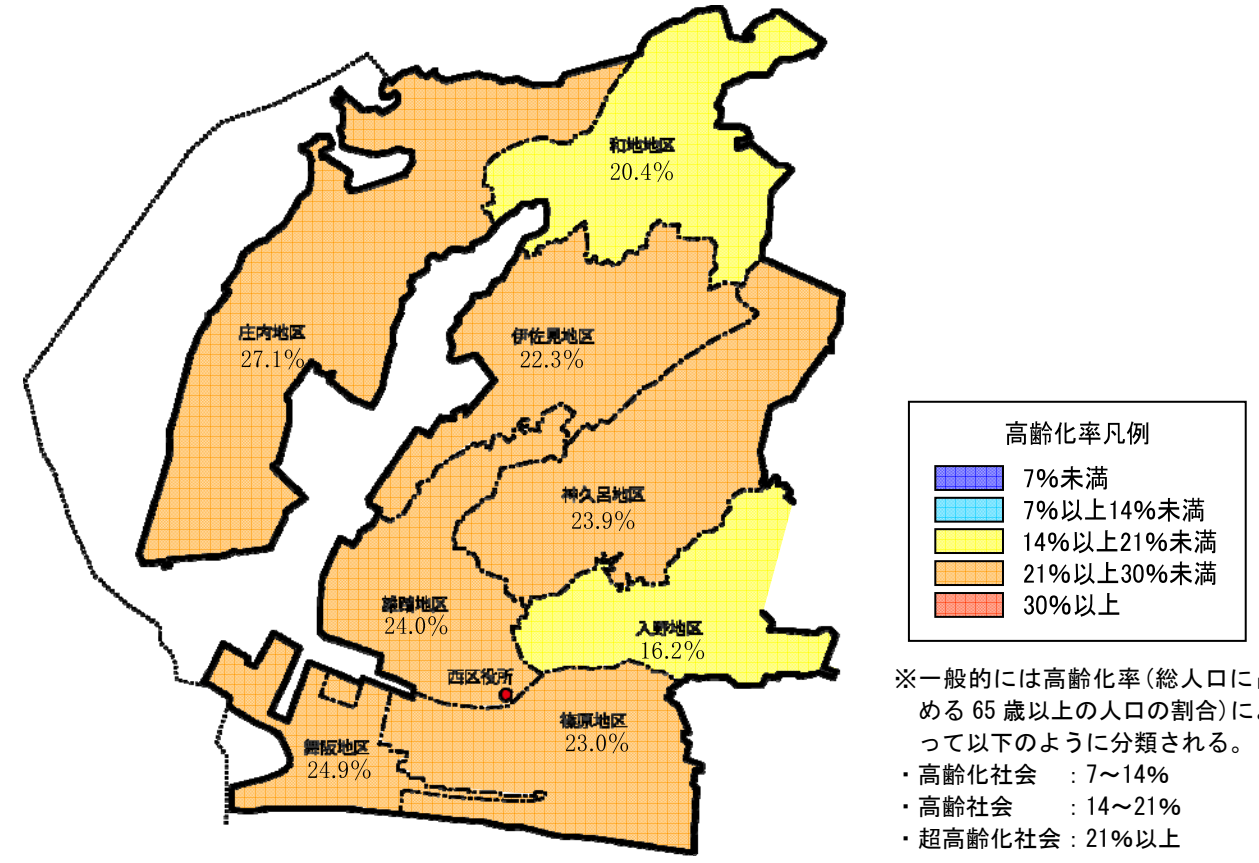 和地地区
20.4%
庄内地区
27.1%
伊佐見地区
22.3%
神久呂地区
23.9%
雄踏地区
24.0%
入野地区
16.2%
西区役所
篠原地区
23.0%
舞阪地区
24.9%
高齢化率凡例
7%未満
7%以上14%未満
14%以上21%未満
21%以上30%未満
30%以上
※一般的には高齢化率(総人口に
める 65 歳以上の人口の割合)に
って以下のように分類される。
・高齢化社会 :7~14%
・高齢社会 :14~21%
・超高齢化社会:21%以上